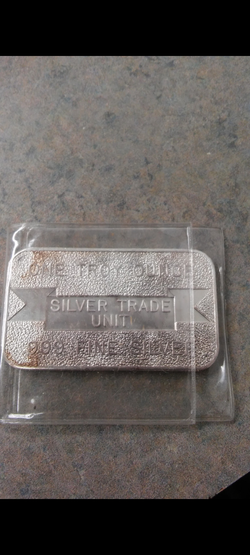 ONE TROY OUNCE
SILVER TRADE
UNIT
999 FINE SILVER